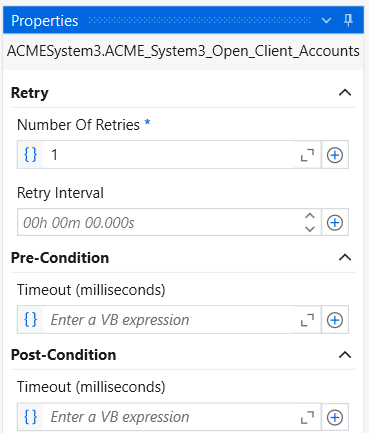 Properties
ACMESystem3.ACME_System3_Open_Client_Accounts
Retry
Number Of Retries *
{ } 1
Retry Interval
00h 00m 00.000s
Pre-Condition
Timeout (milliseconds)
{ } Enter a VB expression
Post-Condition
Timeout (milliseconds)
{ } Enter a VB expression